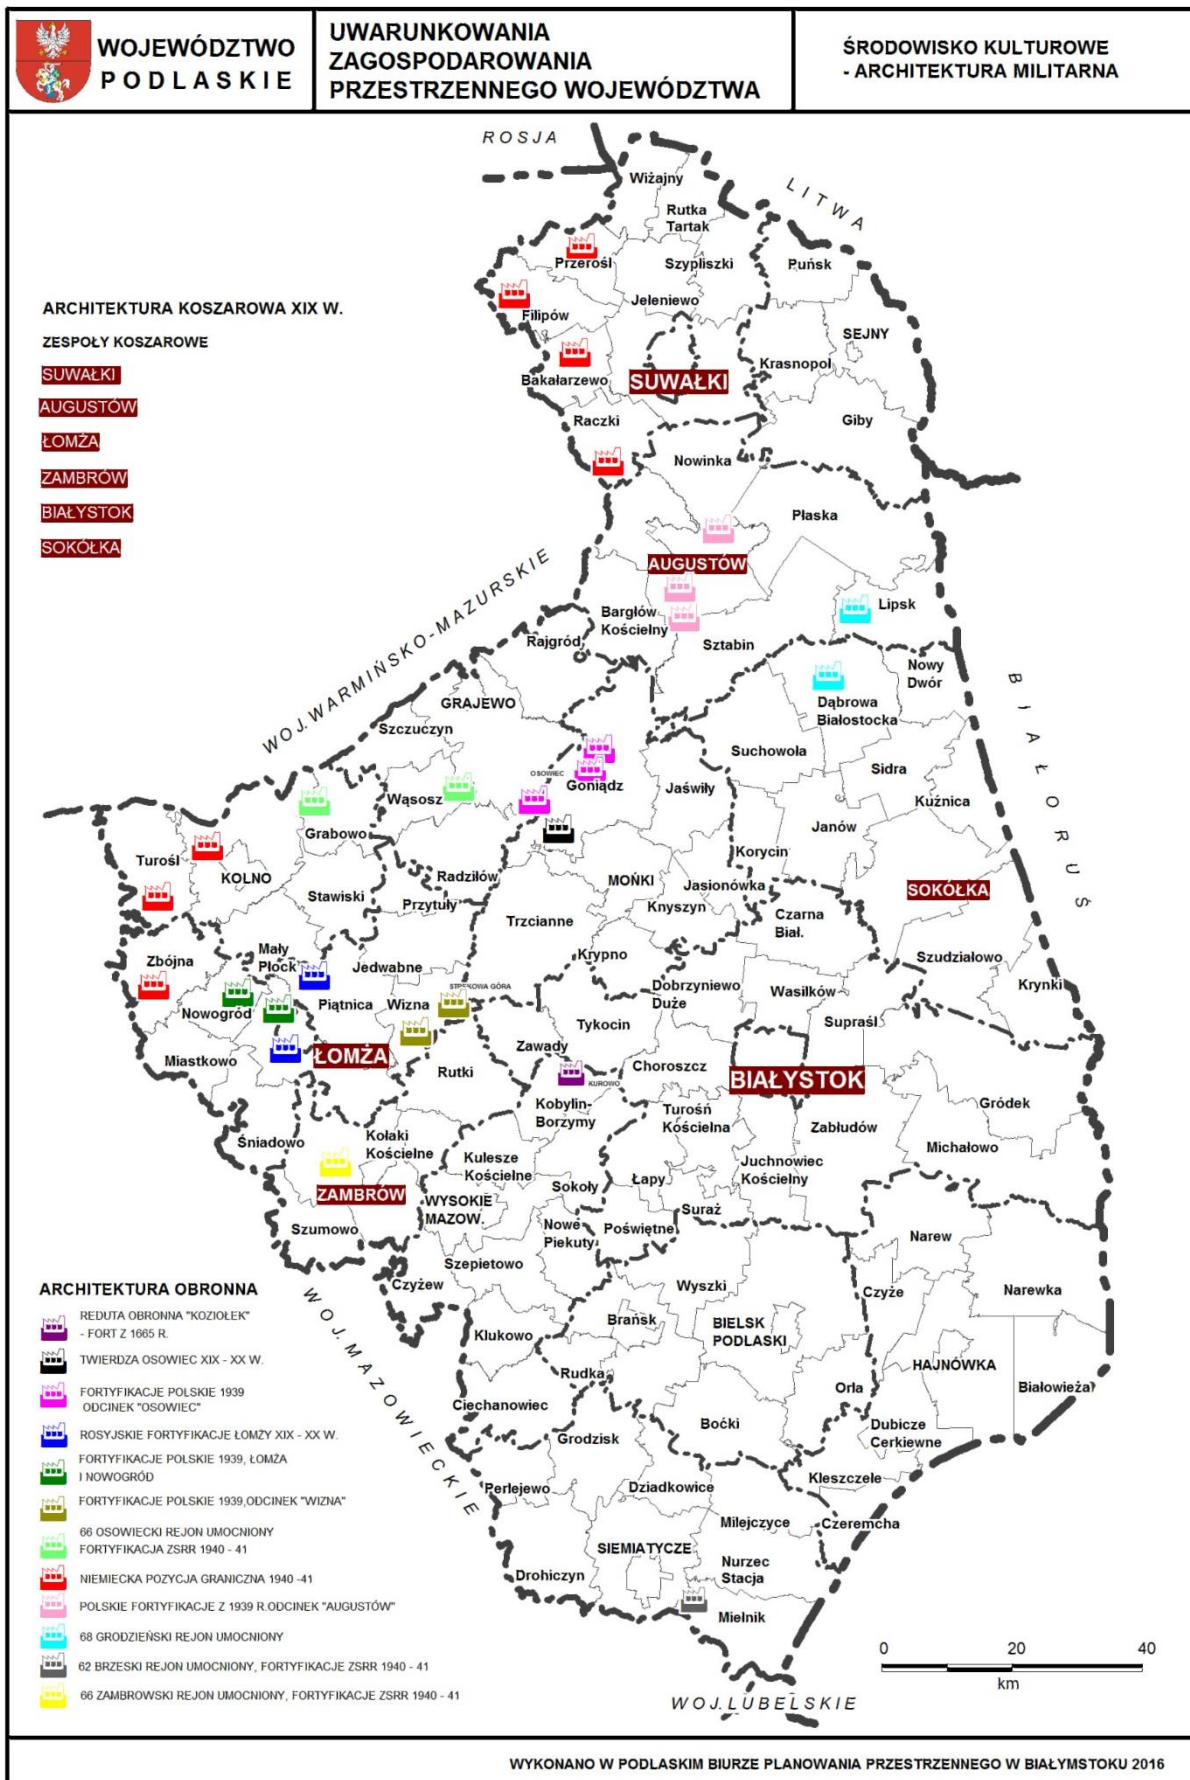 WOJEWÓDZTWO
PODLASKIE
UWARUNKOWANIA
ZAGOSPODAROWANIA
PRZESTRZENNEGO WOJEWÓDZTWA
ŚRODOWISKO KULTUROWE
- ARCHITEKTURA MILITARNA
ROSJA
LITWA
Wiżajny
Rutka
Tartak
Przerośl
Szypliszki
Puńsk
Filipów
Jeleniewo
SEJNY
Krasnopol
Bakałarzewo
SUWAŁKI
Raczki
Giby
Nowinka
Płaska
AUGUSTÓW
Bargłów
Kościelny
Lipsk
Rajgród
Sztabin
Nowy
Dwór
WOJ. WARMIŃSKO-MAZURSKIE
BIAŁORUŚ
GRAJEWO
Dąbrowa
Białostocka
Szczuczyn
Suchowola
Sidra
OSOWIEC
Goniądz
Jaświły
Wąsosz
Kuźnica
Grabowo
Janów
Turośl
KOLNO
Radziłów
Korycin
MOŃKI
Jasionówka
SOKÓŁKA
Stawiski
Przytuły
Knyszyn
Trzcianne
Czarna
Biał.
Mały
Płock
Zbójna
Jedwabne
Krypno
Szudziałowo
Krynki
STRĘKOWA GÓRA
Dobrzyniewo
Duże
Wasilków
Nowogród
Piątnica
Wizna
Tykocin
Supraśl
Miastkowo
ŁOMŻA
Zawady
Choroszcz
BIAŁYSTOK
Rutki
KUROWO
Kobylin-
Borzymy
Turośń
Kościelna
Gródek
Zabłudów
Michałowo
Śniadowo
Kołaki
Kościelne
Kulesze
Kościelne
Juchnowiec
Kościelny
ZAMBRÓW
Sokoły
Łapy
WYSOKIE
MAZOW.
Suraż
Szumowo
Nowe
Piekuty
Poświętne
Narew
Szepietowo
Wyszki
Czyżew
Czyże
Narewka
Brańsk
BIELSK
PODLASKI
Klukowo
HAJNÓWKA
Rudka
Orla
Białowieża
Ciechanowiec
Boćki
Dubicze
Cerkiewne
Grodzisk
Kleszczele
Perlejewo
Dziadkowice
Milejczyce
Czeremcha
SIEMIATYCZE
Nurzec
Stacja
Drohiczyn
Mielnik
WOJ. MAZOWIECKIE
WOJ. LUBELSKIE
ARCHITEKTURA KOSZAROWA XIX W.
ZESPOŁY KOSZAROWE
SUWAŁKI
AUGUSTÓW
ŁOMŻA
ZAMBRÓW
BIAŁYSTOK
SOKÓŁKA
ARCHITEKTURA OBRONNA
REDUTA OBRONNA "KOZIOŁEK"
- FORT Z 1665 R.
TWIERDZA OSOWIEC XIX - XX W.
FORTYFIKACJE POLSKIE 1939
ODCINEK "OSOWIEC"
ROSYJSKIE FORTYFIKACJE ŁOMŻY XIX - XX W.
FORTYFIKACJE POLSKIE 1939, ŁOMŻA
I NOWOGRÓD
FORTYFIKACJE POLSKIE 1939,ODCINEK "WIZNA"
66 OSOWIECKI REJON UMOCNIONY
FORTYFIKACJA ZSRR 1940 - 41
NIEMIECKA POZYCJA GRANICZNA 1940 -41
POLSKIE FORTYFIKACJE Z 1939 R.ODCINEK "AUGUSTÓW"
68 GRODZIEŃSKI REJON UMOCNIONY
62 BRZESKI REJON UMOCNIONY, FORTYFIKACJE ZSRR 1940 - 41
66 ZAMBROWSKI REJON UMOCNIONY, FORTYFIKACJE ZSRR 1940 - 41
0 20 40
km
WYKONANO W PODLASKIM BIURZE PLANOWANIA PRZESTRZENNEGO W BIAŁYMSTOKU 2016